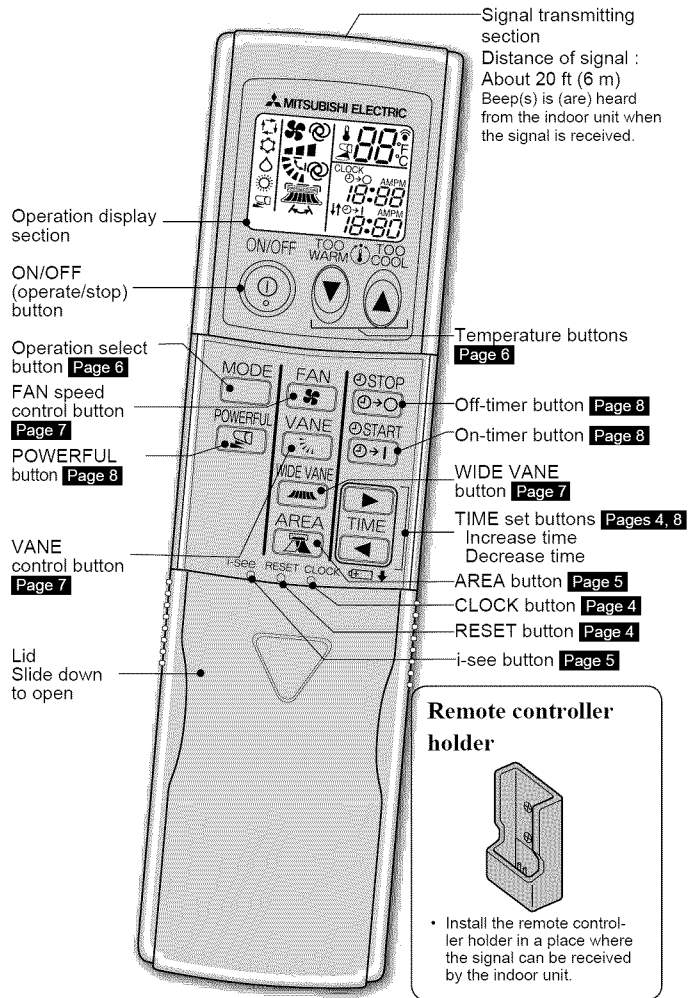 Signal transmitting
section
Distance of signal :
About 20 ft (6 m)
Beep(s) is (are) heard
from the indoor unit when
the signal is received.
MITSUBISHI ELECTRIC
88°F
°C
CLOCK
AMPM
18:88
AMPM
18:80
Operation display
section
ON/OFF
TOO
WARM
TOO
COOL
ON/OFF
(operate/stop)
button
Temperature buttons
Page 6
Operation select
button Page 6
MODE
FAN
STOP
FAN speed
control button
Page 7
Off-timer button Page 8
POWERFUL
VANE
START
On-timer button Page 8
POWERFUL
button Page 8
WIDE VANE
WIDE VANE
button Page 7
AREA
TIME
TIME set buttons Pages 4, 8
Increase time
Decrease time
VANE
control button
Page 7
i-see RESET CLOCK
AREA button Page 5
CLOCK button Page 4
RESET button Page 4
i-see button Page 5
Lid
Slide down
to open
Remote controller
holder
• Install the remote control-
ler holder in a place where
the signal can be received
by the indoor unit.